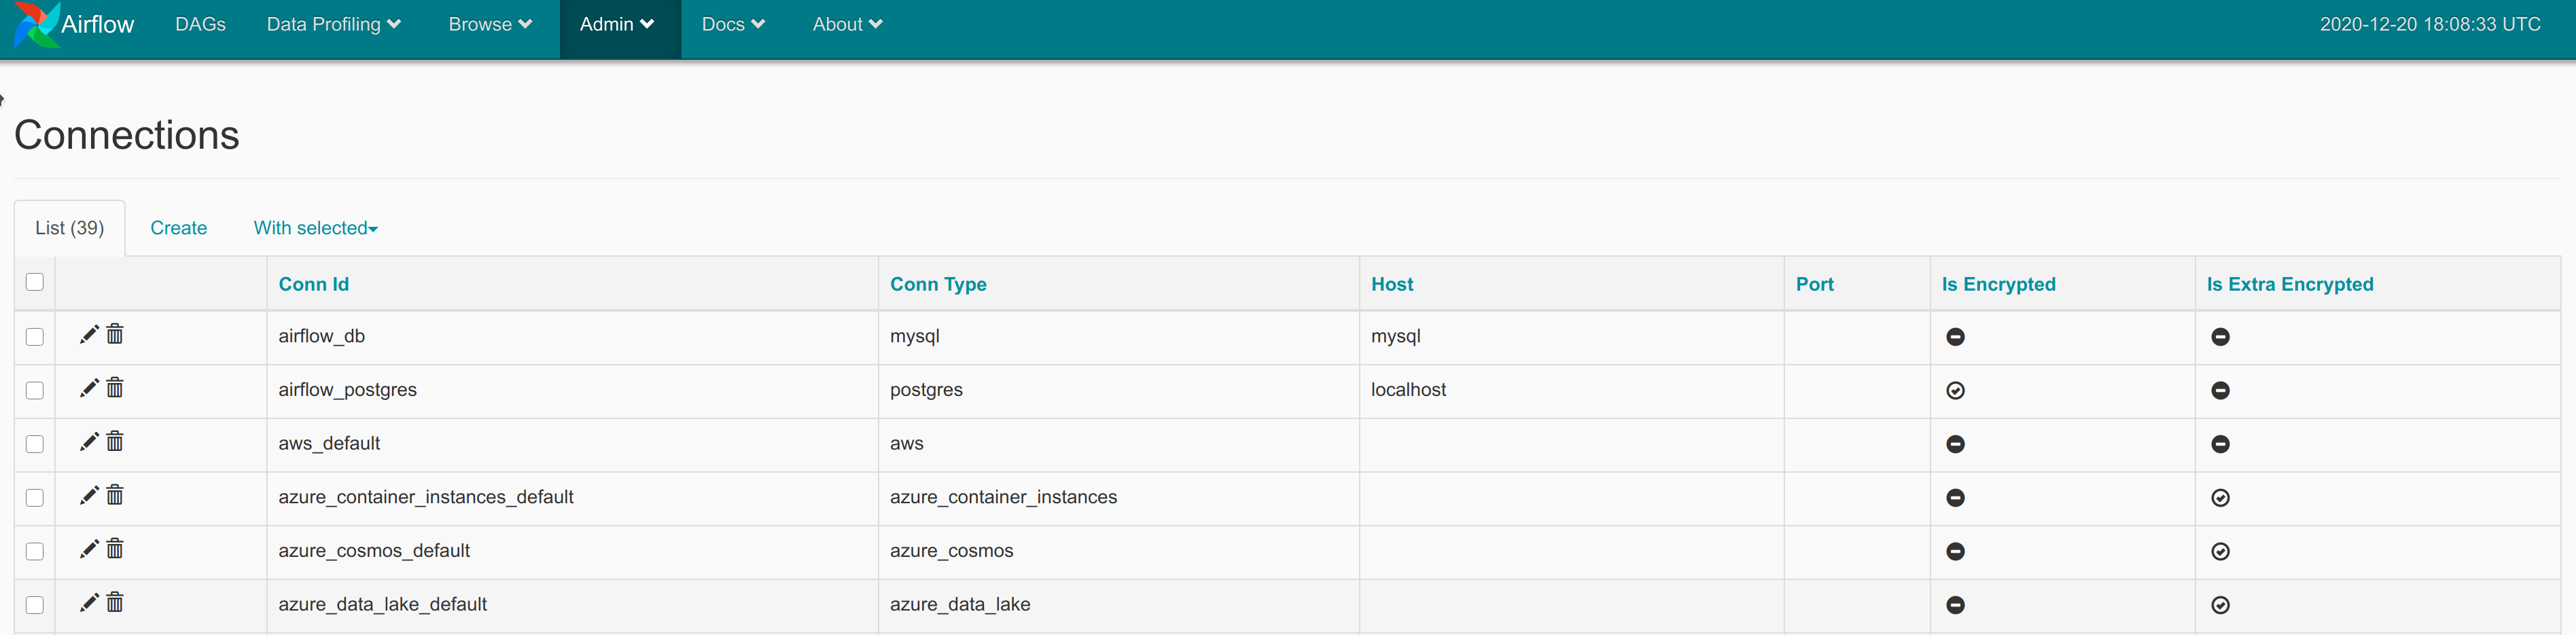 Airflow DAGs Data Profiling Browse Admin Docs About 2020-12-20 18:08:33 UTC
Connections
List (39) Create With selected
Conn Id Conn Type Host Port Is Encrypted Is Extra Encrypted
airflow_db mysql mysql
airflow_postgres postgres localhost
aws_default aws
azure_container_instances_default azure_container_instances
azure_cosmos_default azure_cosmos
azure_data_lake_default azure_data_lake